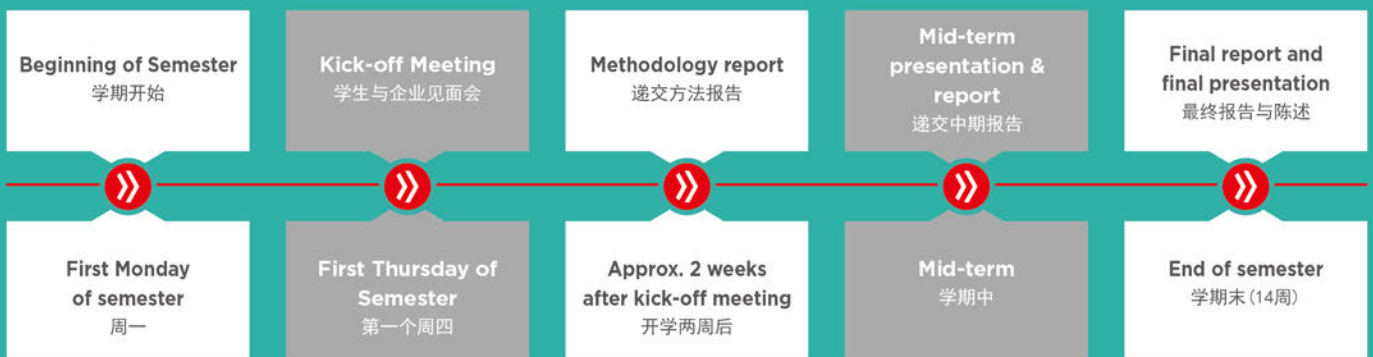 Beginning of Semester
学期开始
Kick-off Meeting
学生与企业见面会
Methodology report
递交方法报告
Mid-term
presentation &
report
递交中期报告
Final report and
final presentation
最终报告与陈述
First Monday
of semester
周一
First Thursday of
Semester
第一个周四
Approx. 2 weeks
after kick-off meeting
开学两周后
Mid-term
学期中
End of semester
学期末(14周)